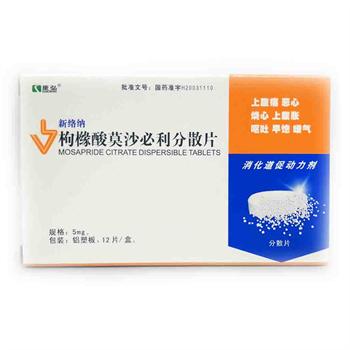 康弘
批准文号：国药准字H20031110
新络纳
枸橼酸莫沙必利分散片
MOSAPRIDE CITRATE DISPERSIBLE TABLETS
上腹痛 恶心
烧心 上腹胀
呕吐 早饱 嗳气
消化道促动力剂
分散片
规格：5mg。
包装：铝塑板，12片/盒。